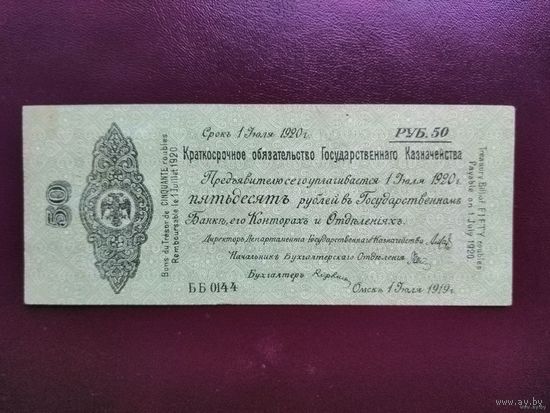 Срокъ 1 Іюля 1920 г.
РУБ. 50
Краткосрочное обязательство Государственнаго Казначейства
Предъявителю сего уплачивается 1 Іюля 1920 г.
пятьдесятъ рублей въ Государственномъ
Банкѣ, его Конторахъ и Отдѣленіяхъ.
Директоръ Департамента Государственнаго Казначейства
Начальникъ Бухгалтерскаго Отдѣленія
Бухгалтеръ
ББ 0144
Омскъ 1 Іюля 1919 г.
50
Bons du Trésor de CINQUANTE roubles
Remboursable le 1 Juillet 1920
Treasury Bill of FIFTY roubles
Payable on 1 July 1920
www.ay.by